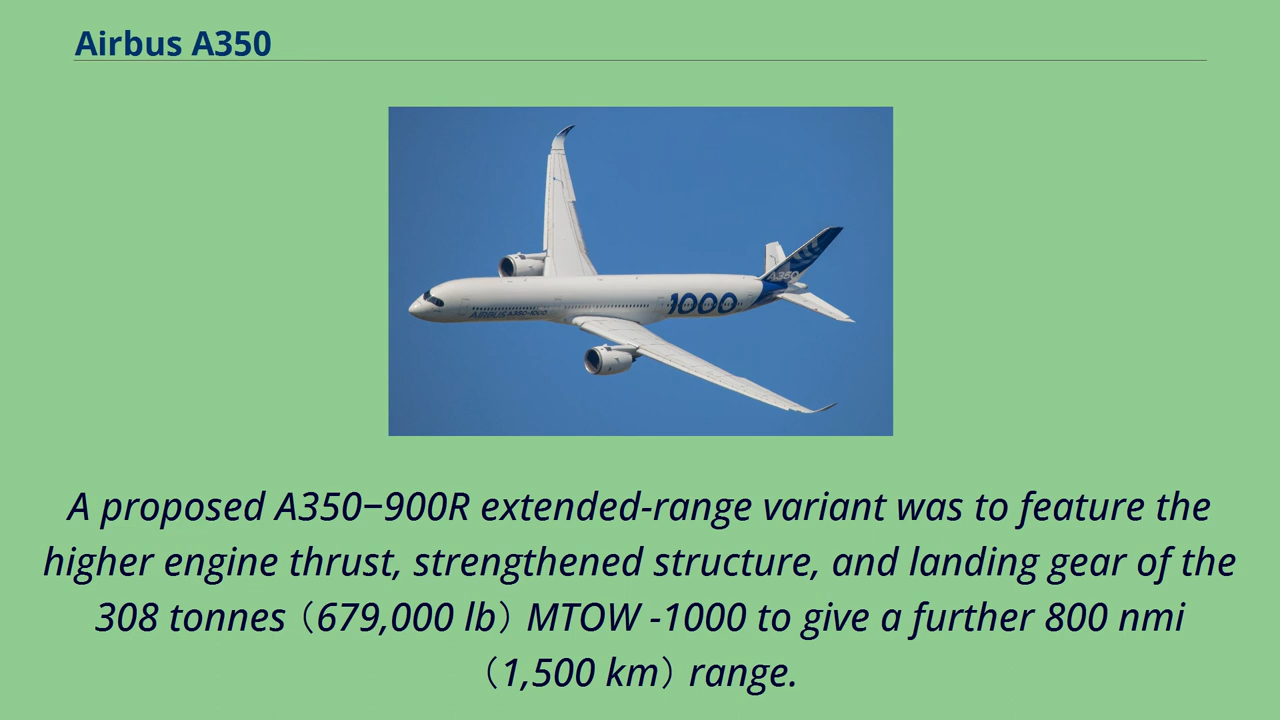 Airbus A350
A350
1000
AIRBUS A350-1000
A proposed A350−900R extended-range variant was to feature the
higher engine thrust, strengthened structure, and landing gear of the
308 tonnes（679,000 lb）MTOW -1000 to give a further 800 nmi
（1,500 km）range.